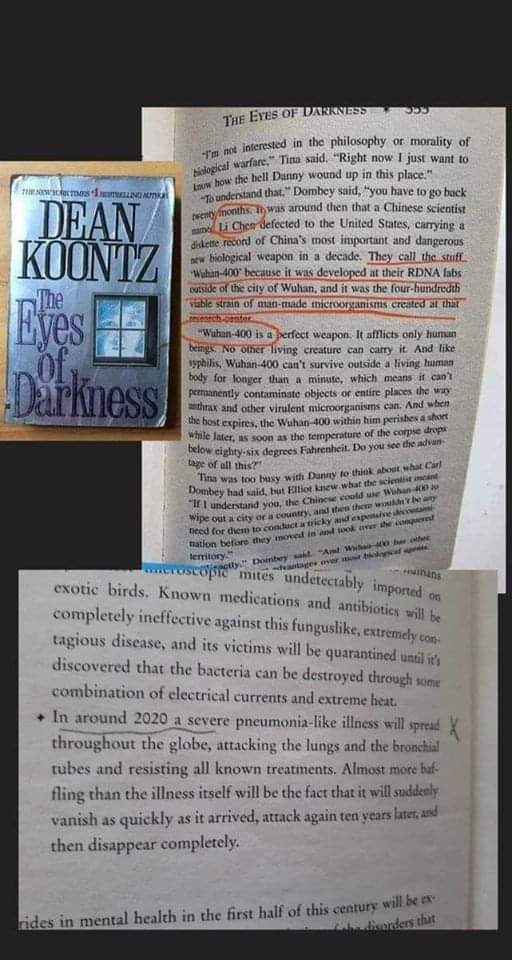 THE NEW YORK TIMES #1 BESTSELLING AUTHOR
DEAN
KOONTZ
The
Eyes
of
Darkness
THE EYES OF DARKNESS • 333
"I'm not interested in the philosophy or morality of
biological warfare," Tina said. "Right now I just want to
know how the hell Danny wound up in this place."
"To understand that," Dombey said, "you have to go back
twenty months. It was around then that a Chinese scientist
named Li Chen defected to the United States, carrying a
diskette record of China's most important and dangerous
new biological weapon in a decade. They call the stuff
'Wuhan-400' because it was developed at their RDNA labs
outside of the city of Wuhan, and it was the four-hundredth
viable strain of man-made microorganisms created at that
research center.
"Wuhan-400 is a perfect weapon. It afflicts only human
beings. No other living creature can carry it. And like
syphilis, Wuhan-400 can't survive outside a living human
body for longer than a minute, which means it can't
permanently contaminate objects or entire places the way
anthrax and other virulent microorganisms can. And when
the host expires, the Wuhan-400 within him perishes a short
while later, as soon as the temperature of the corpse drops
below eighty-six degrees Fahrenheit. Do you see the advan-
tage of all this?"
Tina was too busy with Danny to think about what Carl
Dombey had said, but Elliot knew what the scientist meant.
"If I understand you, the Chinese could use Wuhan-400 to
wipe out a city or a country, and then there wouldn't be any
need for them to conduct a tricky and expensive decontami-
nation before they moved in and took over the conquered
territory."
"Exactly," Dombey said. "And Wuhan-400 has other
advantages over most biological agents.
microscopic mites undetectably imported on
exotic birds. Known medications and antibiotics will be
completely ineffective against this funguslike, extremely con-
tagious disease, and its victims will be quarantined until it's
discovered that the bacteria can be destroyed through some
combination of electrical currents and extreme heat.
♦ In around 2020 a severe pneumonia-like illness will spread X
throughout the globe, attacking the lungs and the bronchial
tubes and resisting all known treatments. Almost more baf-
fling than the illness itself will be the fact that it will suddenly
vanish as quickly as it arrived, attack again ten years later, and
then disappear completely.
rides in mental health in the first half of this century will be ex-
disorders that